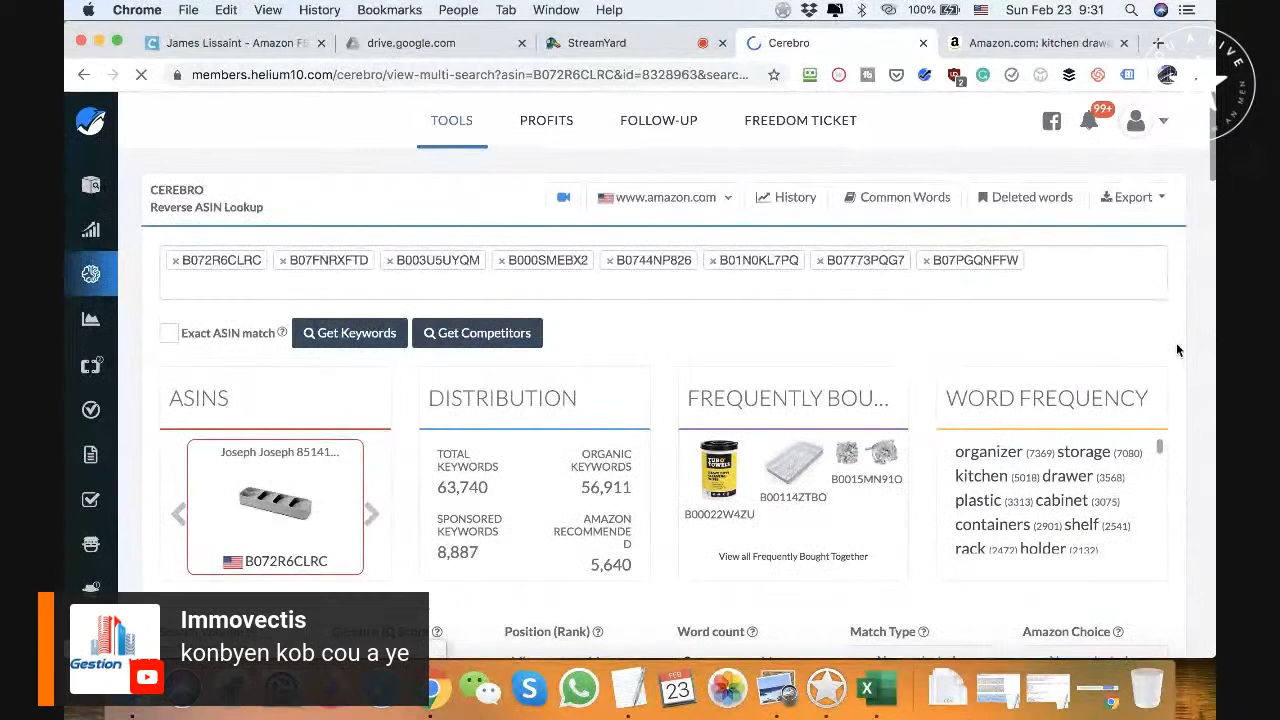 Chrome File Edit View History Bookmarks People Tab Window Help 100% Sun Feb 23 9:31
James Lissaint - Amazon F drive.google.com StreamYard Cerebro Amazon.com: kitchen draw
members.helium10.com/cerebro/view-multi-search?asin=B072R6CLRC&id=8328963&searc...
2
TOOLS PROFITS FOLLOW-UP FREEDOM TICKET 99+
CEREBRO
Reverse ASIN Lookup
www.amazon.com History Common Words Deleted words Export
× B072R6CLRC × B07FNRXFTD × B003U5UYQM × B000SMEBX2 × B0744NP826 × B01N0KL7PQ × B07773PQG7 × B07PGQNFFW
Exact ASIN match Get Keywords Get Competitors
ASINS
Joseph Joseph 85141...
B072R6CLRC
DISTRIBUTION
TOTAL KEYWORDS
63,740
ORGANIC KEYWORDS
56,911
SPONSORED KEYWORDS
8,887
AMAZON RECOMMENDE
D
5,640
FREQUENTLY BOU...
B00022W4ZU
B00114ZTBO
B0015MN91O
View all Frequently Bought Together
WORD FREQUENCY
organizer (7369) storage (7080)
kitchen (5018) drawer (3568)
plastic (3313) cabinet (3075)
containers (2901) shelf (2541)
rack (2472) holder (2132)
Position (Rank) Word count Match Type Amazon Choice
Immovectis
konbyen kob cou a ye
Gestion
FEB
23